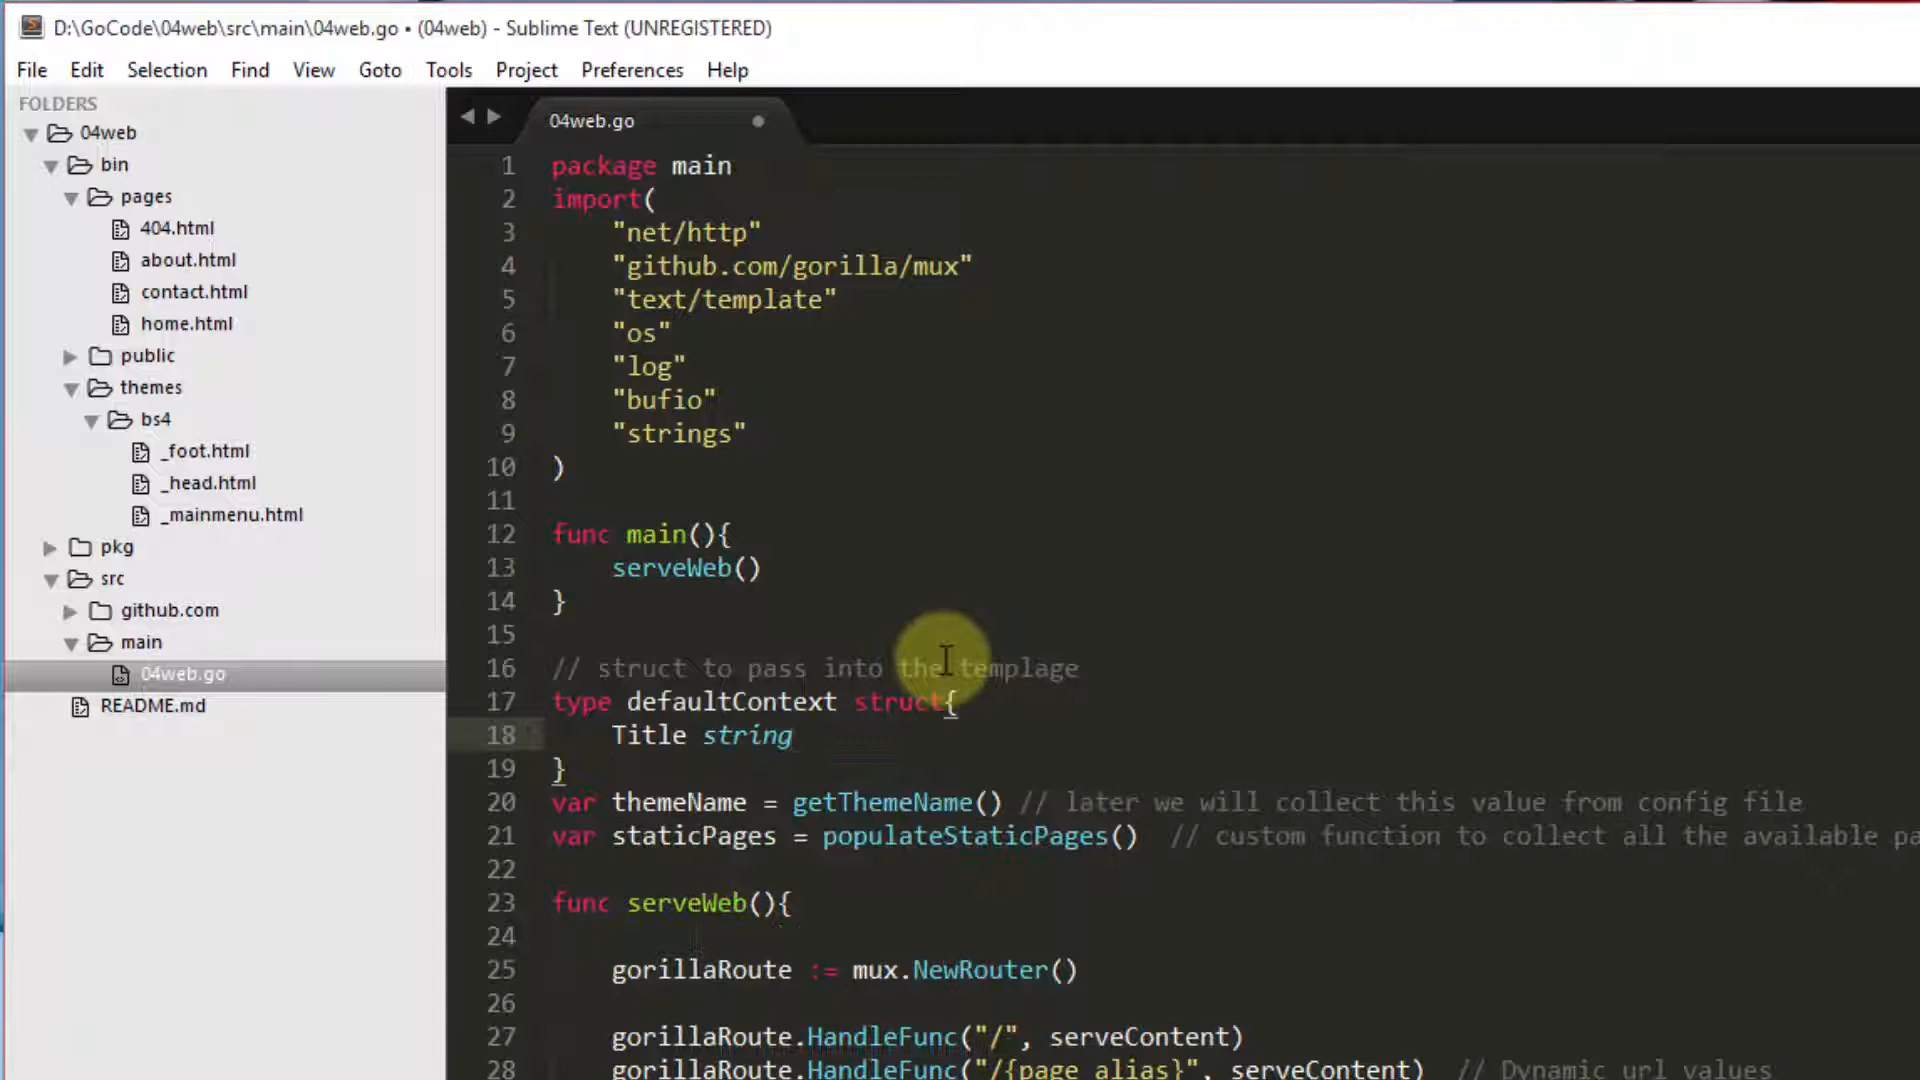 D:\GoCode\04web\src\main\04web.go • (04web) - Sublime Text (UNREGISTERED)
File Edit Selection Find View Goto Tools Project Preferences Help
FOLDERS
04web
bin
pages
404.html
about.html
contact.html
home.html
public
themes
bs4
_foot.html
_head.html
_mainmenu.html
pkg
src
github.com
main
04web.go
README.md
04web.go
1 package main
2 import(
3 "net/http"
4 "github.com/gorilla/mux"
5 "text/template"
6 "os"
7 "log"
8 "bufio"
9 "strings"
10 )
11
12 func main(){
13 serveWeb()
14 }
15
16 // struct to pass into the templage
17 type defaultContext struct{
18 Title string
19 }
20 var themeName = getThemeName() // later we will collect this value from config file
21 var staticPages = populateStaticPages() // custom function to collect all the available pa
22
23 func serveWeb(){
24
25 gorillaRoute := mux.NewRouter()
26
27 gorillaRoute.HandleFunc("/", serveContent)
28 gorillaRoute.HandleFunc("/{page_alias}", serveContent) // Dynamic url values